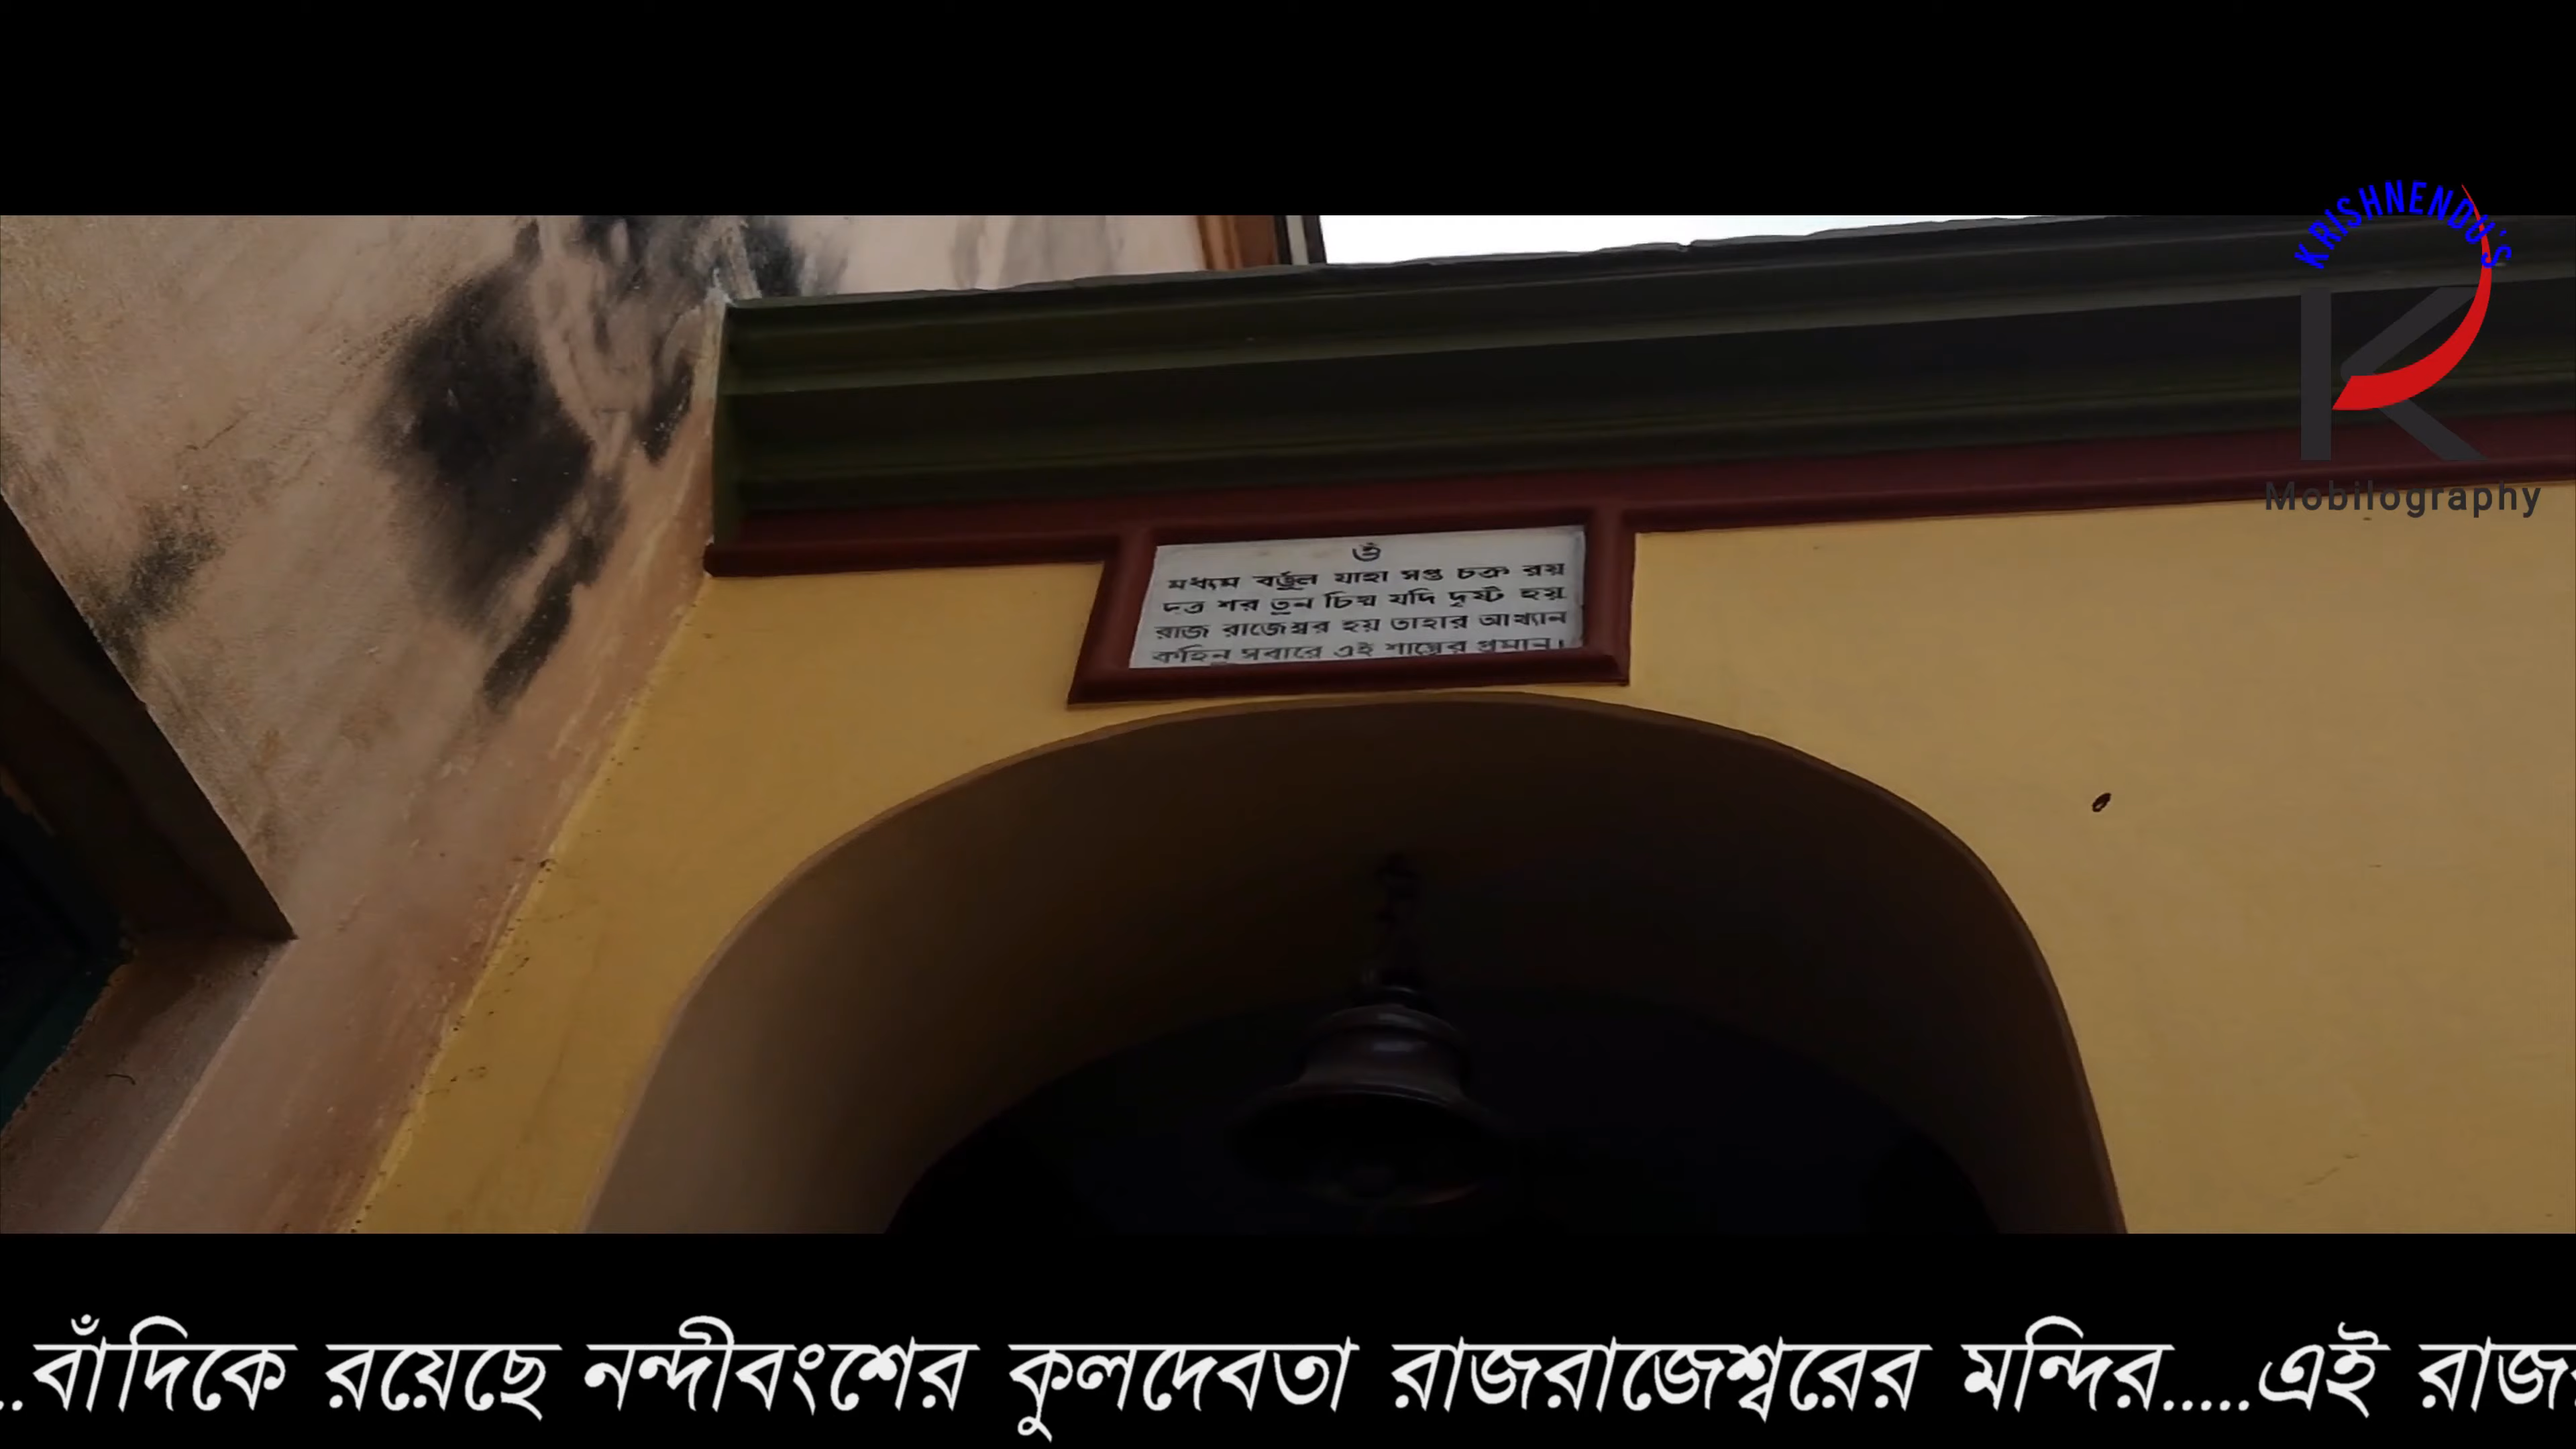 KRISHNENDU'S
Mobilography
ওঁ
মধ্যম বর্ত্তুল যাহা সপ্ত চক্র রয়
ছত্র শর তুন চিহ্ন যদি দৃষ্ট হয়
রাজ রাজেশ্বর হয় তাহার আখ্যান
কহিনু সবারে এই শাস্ত্রের প্রমান।
..বাঁদিকে রয়েছে নন্দীবংশের কুলদেবতা রাজরাজেশ্বরের মন্দির.....এই রাজ